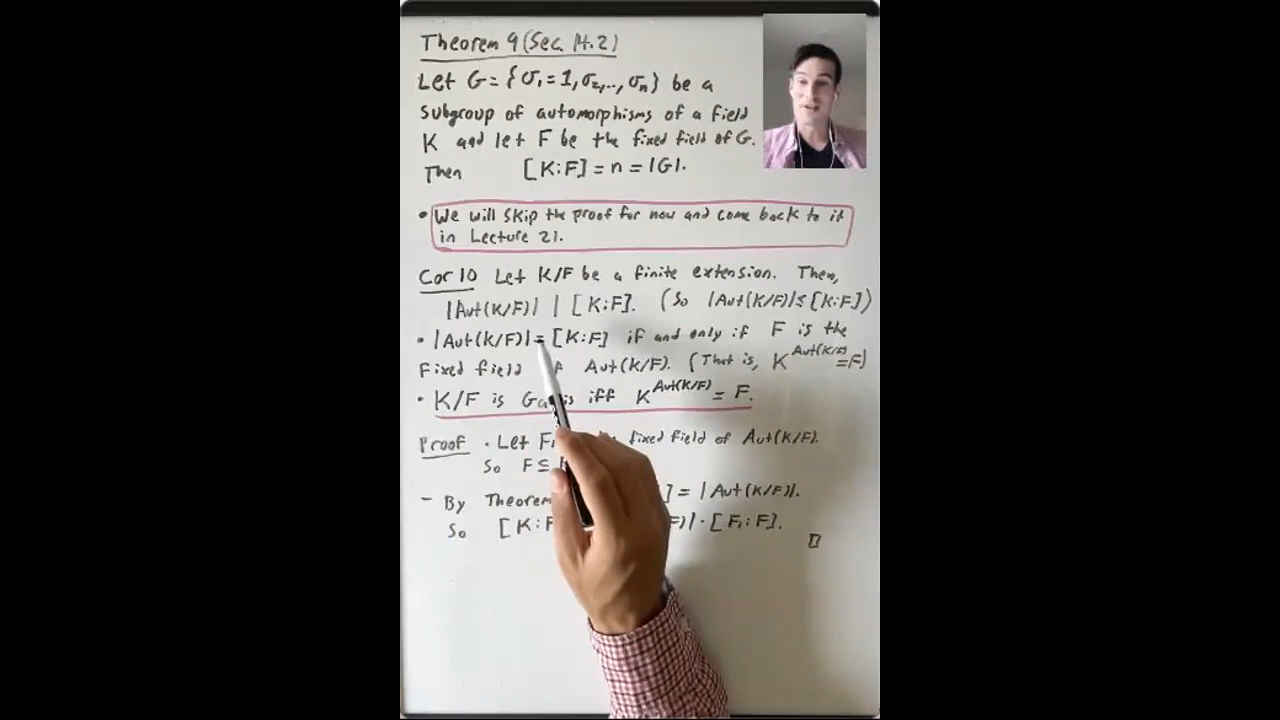 Theorem 9 (Sec 14.2)
Let G = {σ₁ = 1, σ₂, ..., σₙ} be a
subgroup of automorphisms of a field
K and let F be the fixed field of G.
Then [K:F] = n = |G|.
• We will skip the proof for now and come back to it
in Lecture 21.
Cor 10 Let K/F be a finite extension. Then,
|Aut(K/F)| | [K:F]. (So |Aut(K/F)| ≤ [K:F])
• |Aut(K/F)| = [K:F] if and only if F is the
Fixed field Aut(K/F). (That is, K^Aut(K/F) = F)
• K/F is iff K^Aut(K/F) = F.
Proof • Let fixed field of Aut(K/F).
So F ⊆
- By Theorem ] = |Aut(K/F)|.
So [K:F F)| · [F₁:F].
□